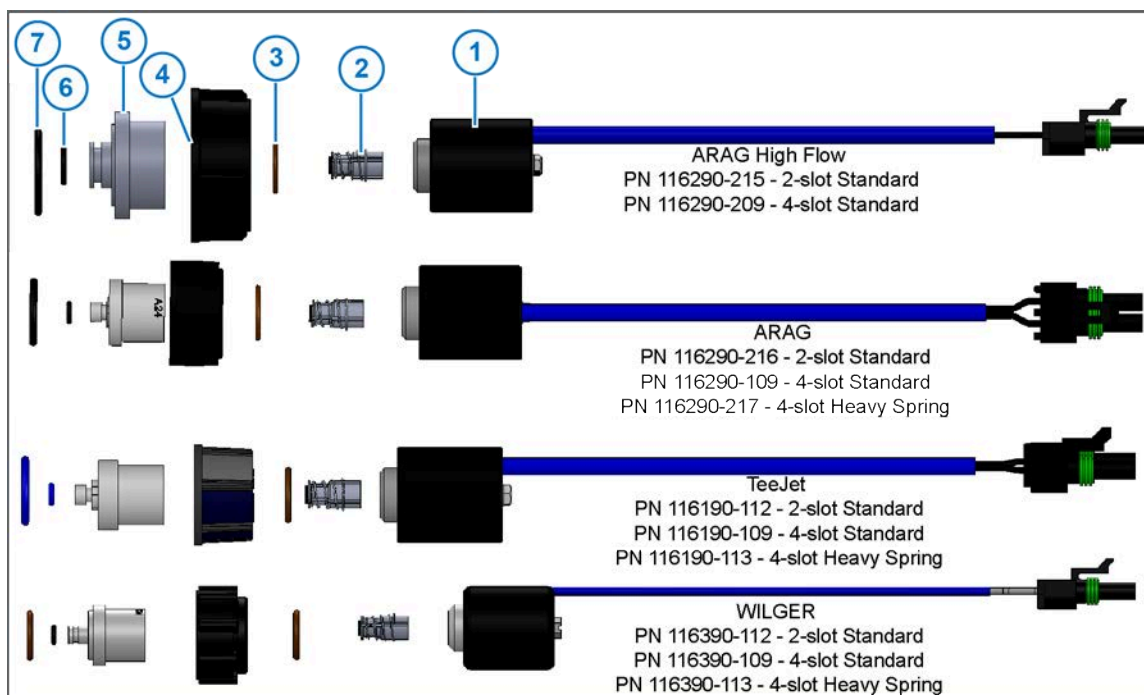 7
6
5
4
3
2
1
ARAG High Flow
PN 116290-215 - 2-slot Standard
PN 116290-209 - 4-slot Standard
A24
ARAG
PN 116290-216 - 2-slot Standard
PN 116290-109 - 4-slot Standard
PN 116290-217 - 4-slot Heavy Spring
TeeJet
PN 116190-112 - 2-slot Standard
PN 116190-109 - 4-slot Standard
PN 116190-113 - 4-slot Heavy Spring
WILGER
PN 116390-112 - 2-slot Standard
PN 116390-109 - 4-slot Standard
PN 116390-113 - 4-slot Heavy Spring